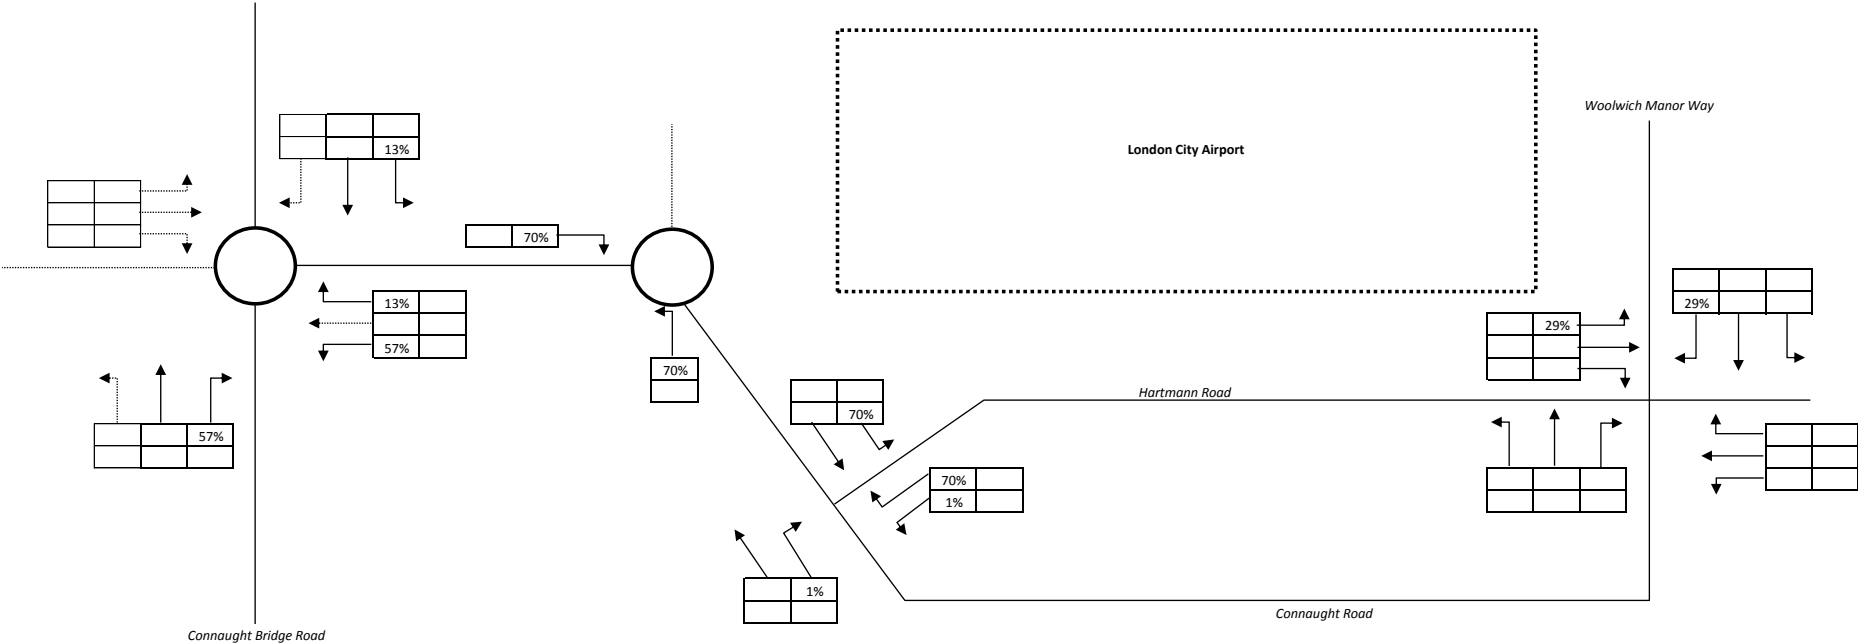 Woolwich Manor Way
13%
London City Airport
70%
29%
13%
29%
57%
70%
Hartmann Road
70%
57%
70%
1%
1%
Connaught Road
Connaught Bridge Road